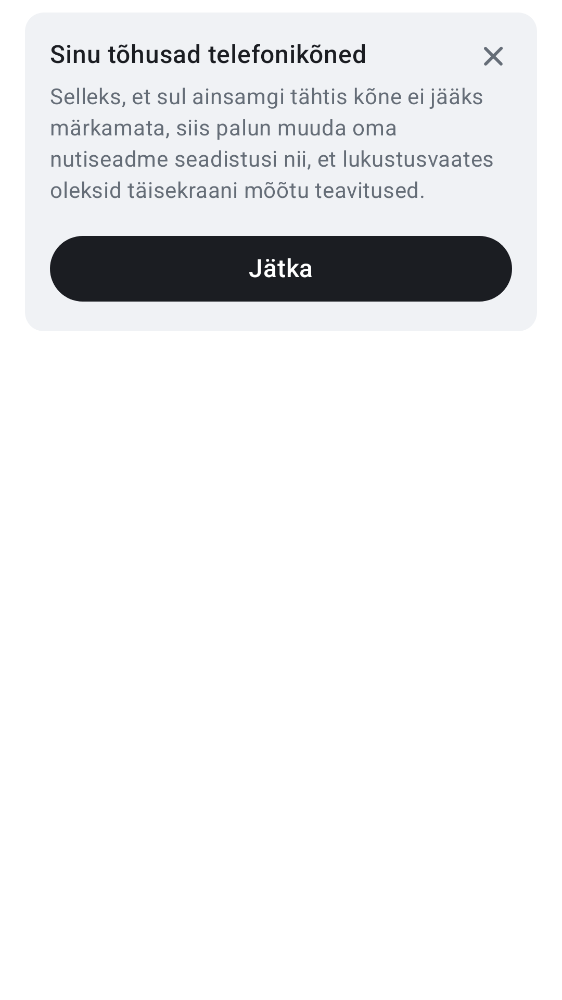 Sinu tõhusad telefonikõned
Selleks, et sul ainsamgi tähtis kõne ei jääks
märkamata, siis palun muuda oma
nutiseadme seadistusi nii, et lukustusvaates
oleksid täisekraani mõõtu teavitused.
Jätka